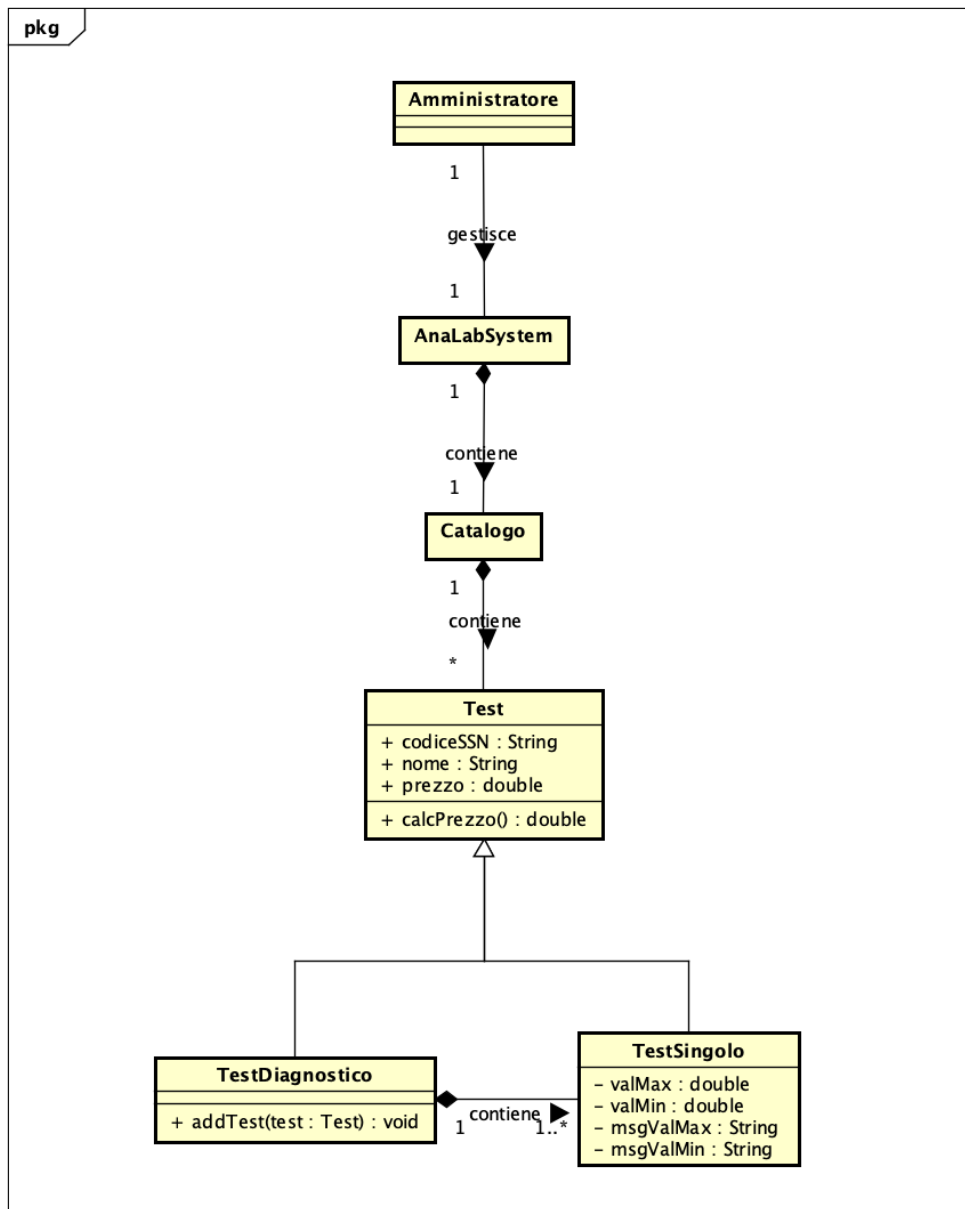 pkg
Amministratore
1
gestisce
1
AnaLabSystem
1
contiene
1
Catalogo
1
contiene
*
Test
+ codiceSSN : String
+ nome : String
+ prezzo : double
+ calcPrezzo() : double
TestDiagnostico
+ addTest(test : Test) : void
contiene
1
1..*
TestSingolo
- valMax : double
- valMin : double
- msgValMax : String
- msgValMin : String